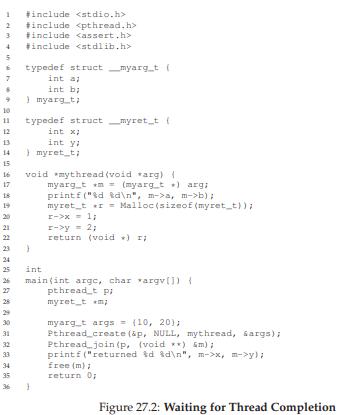 1 #include <stdio.h>
2 #include <pthread.h>
3 #include <assert.h>
4 #include <stdlib.h>
5
6 typedef struct __myarg_t {
7     int a;
8     int b;
9 } myarg_t;
10
11 typedef struct __myret_t {
12     int x;
13     int y;
14 } myret_t;
15
16 void *mythread(void *arg) {
17     myarg_t *m = (myarg_t *) arg;
18     printf("%d %d\n", m->a, m->b);
19     myret_t *r = Malloc(sizeof(myret_t));
20     r->x = 1;
21     r->y = 2;
22     return (void *) r;
23 }
24
25 int
26 main(int argc, char *argv[]) {
27     pthread_t p;
28     myret_t *m;
29
30     myarg_t args = {10, 20};
31     Pthread_create(&p, NULL, mythread, &args);
32     Pthread_join(p, (void **) &m);
33     printf("returned %d %d\n", m->x, m->y);
34     free(m);
35     return 0;
36 }
Figure 27.2: Waiting for Thread Completion